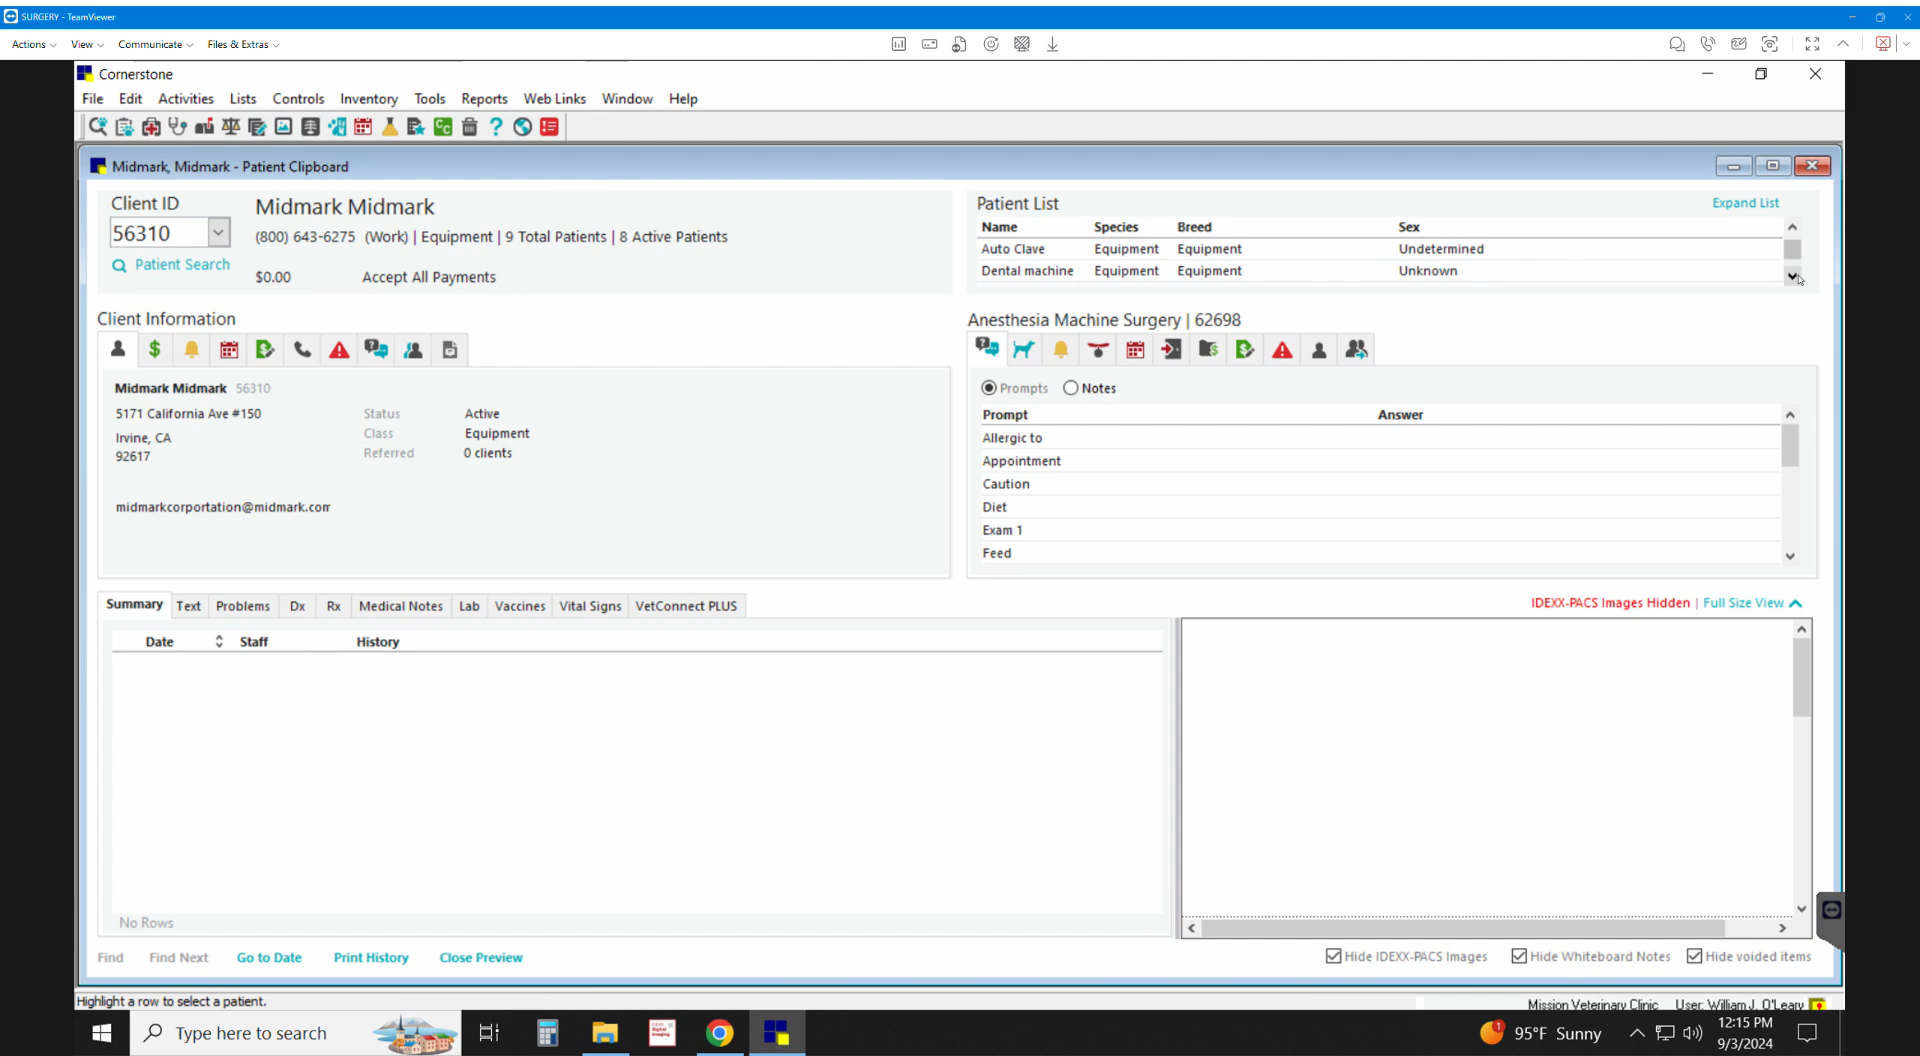 SURGERY - TeamViewer
Actions View Communicate Files & Extras
Cornerstone
File Edit Activities Lists Controls Inventory Tools Reports Web Links Window Help
Midmark, Midmark - Patient Clipboard
Client ID
56310
Patient Search
Midmark Midmark
(800) 643-6275 (Work) | Equipment | 9 Total Patients | 8 Active Patients
$0.00 Accept All Payments
Patient List Expand List
Name Species Breed Sex
Auto Clave Equipment Equipment Undetermined
Dental machine Equipment Equipment Unknown
Client Information
Midmark Midmark 56310
5171 California Ave #150
Irvine, CA
92617
Status Active
Class Equipment
Referred 0 clients
midmarkcorportation@midmark.com
Anesthesia Machine Surgery | 62698
Prompts Notes
Prompt Answer
Allergic to
Appointment
Caution
Diet
Exam 1
Feed
Summary Text Problems Dx Rx Medical Notes Lab Vaccines Vital Signs VetConnect PLUS
IDEXX-PACS Images Hidden | Full Size View
Date Staff History
No Rows
Find Find Next Go to Date Print History Close Preview
Hide IDEXX-PACS Images Hide Whiteboard Notes Hide voided items
Highlight a row to select a patient.
Mission Veterinary Clinic User: William J. O'Leary
Type here to search
1
95°F Sunny
12:15 PM
9/3/2024